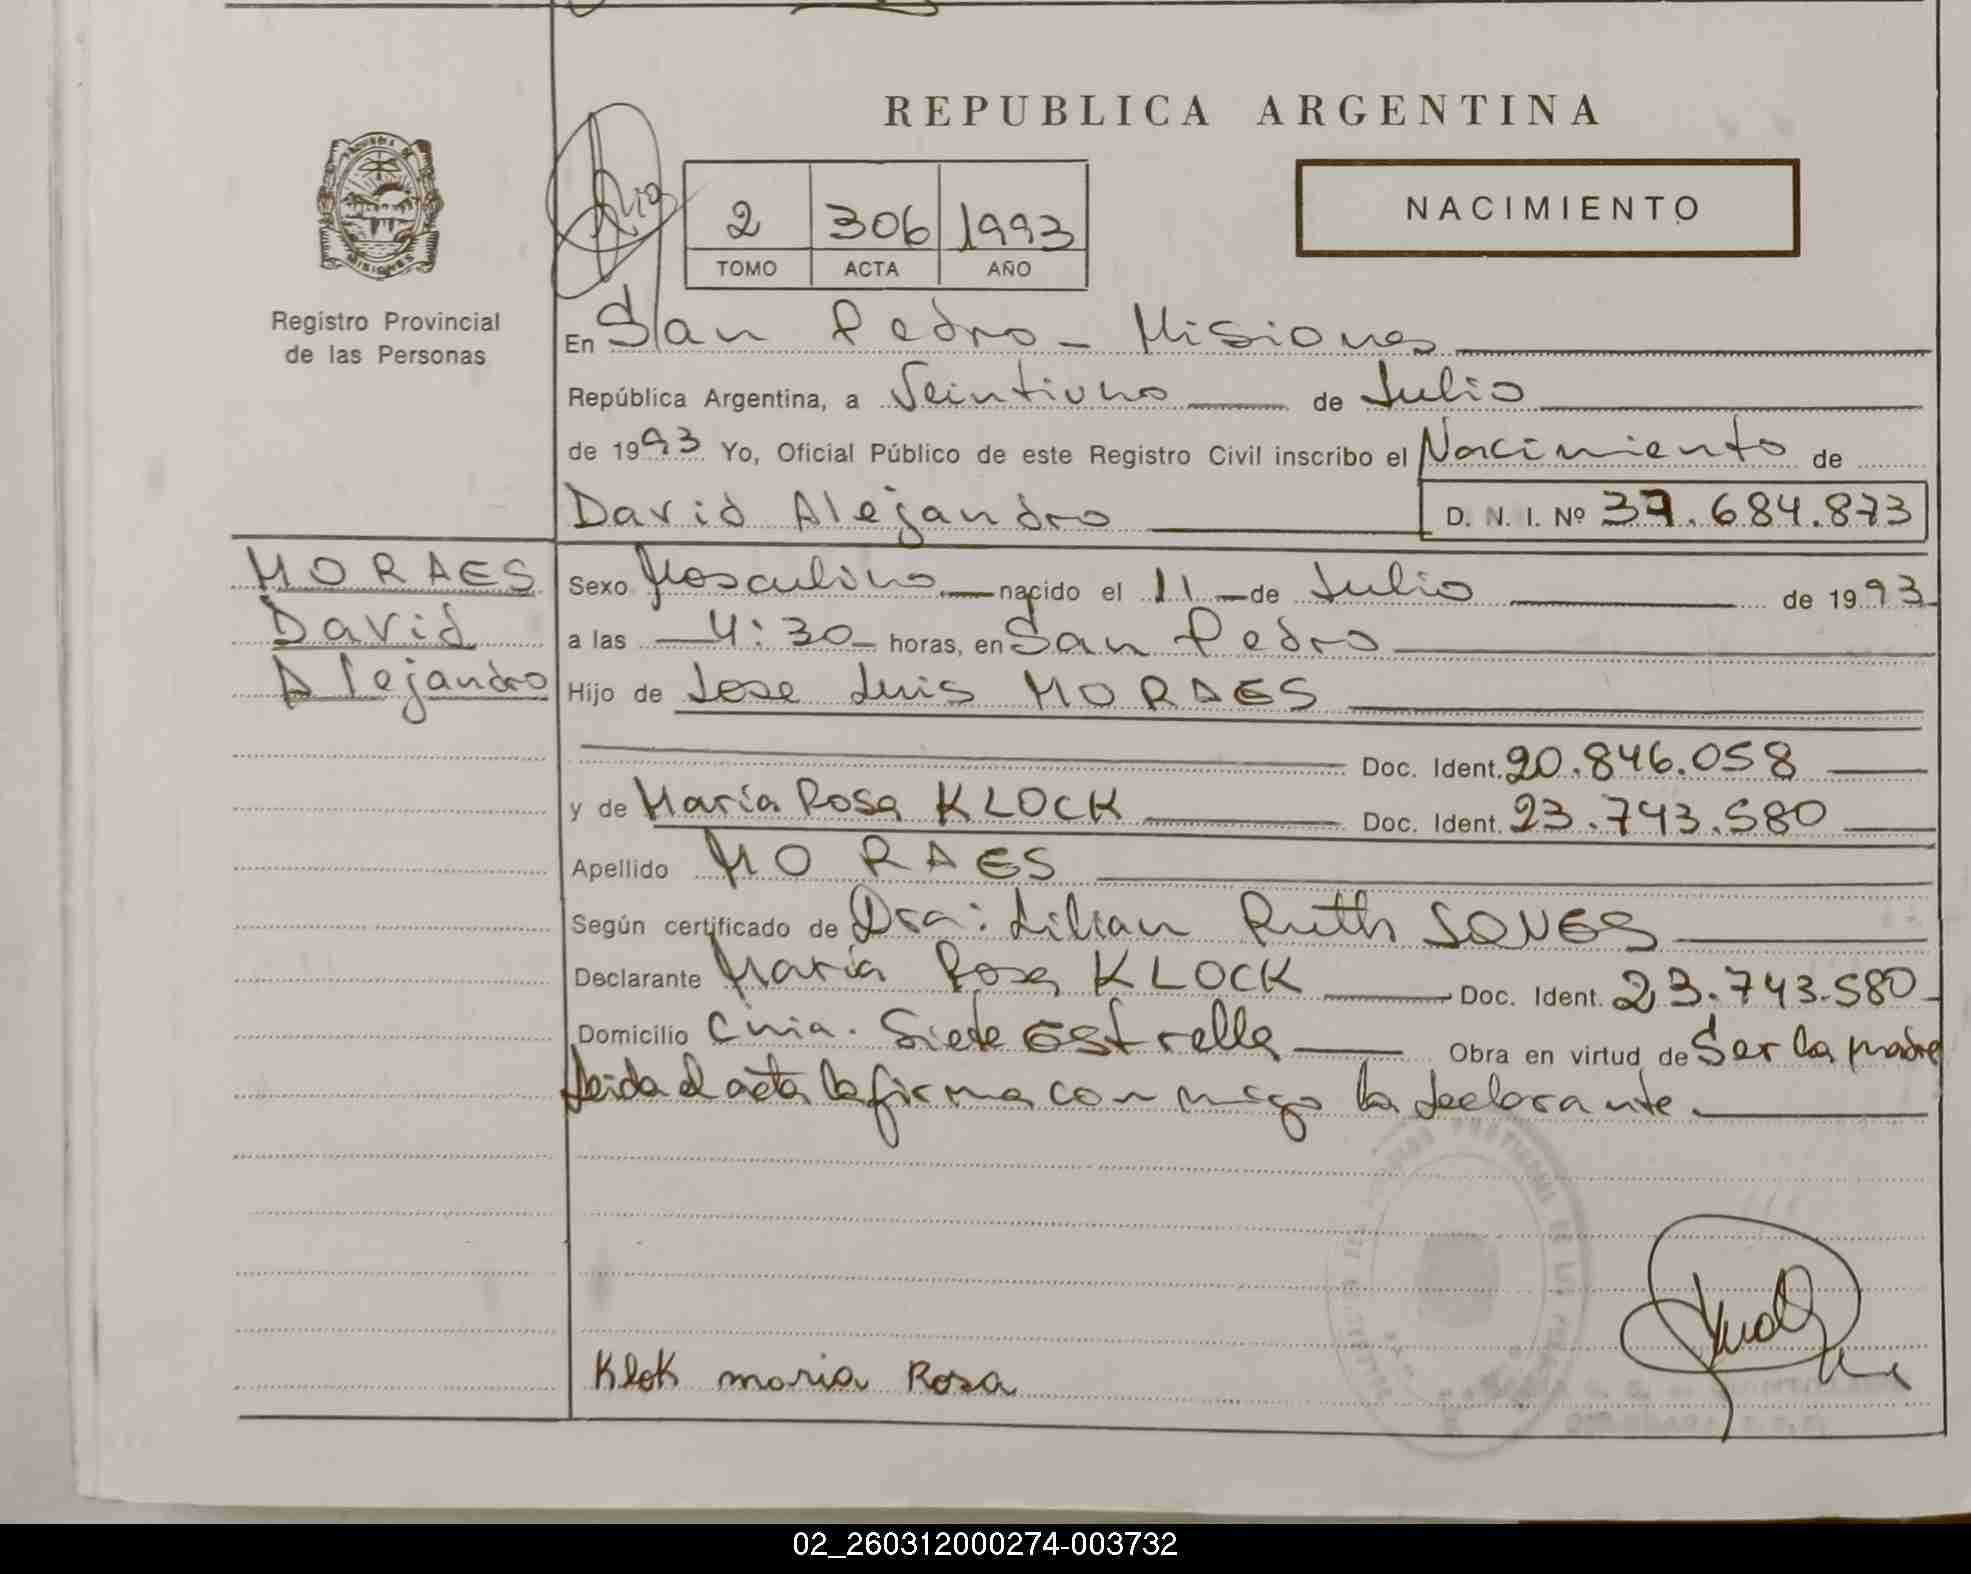 REPUBLICA ARGENTINA
PROVINCIA DE
MISIONES
Registro Provincial
de las Personas
2 306 1993
TOMO ACTA AÑO
NACIMIENTO
En San Pedro - Misiones
República Argentina, a Veintiuno de Julio
de 1993 Yo, Oficial Público de este Registro Civil inscribo el Nacimiento de
David Alejandro D. N. I. Nº 37.684.873
MORAES
David
Alejandro
Sexo Masculino nacido el 11 de Julio de 1993
a las 4:30 horas, en San Pedro
Hijo de Jose Luis MORAES
Doc. Ident. 20.846.058
y de Maria Rosa KLOCK Doc. Ident. 23.743.580
Apellido MORAES
Según certificado de Dra: Lilian Ruth
Declarante Maria Rosa KLOCK Doc. Ident. 23.743.580
Domicilio Cnia. Siete Estrella Obra en virtud de Ser la madre
leida el acta la firma con migo la declarante.
Klok maria Rosa
02_260312000274-003732